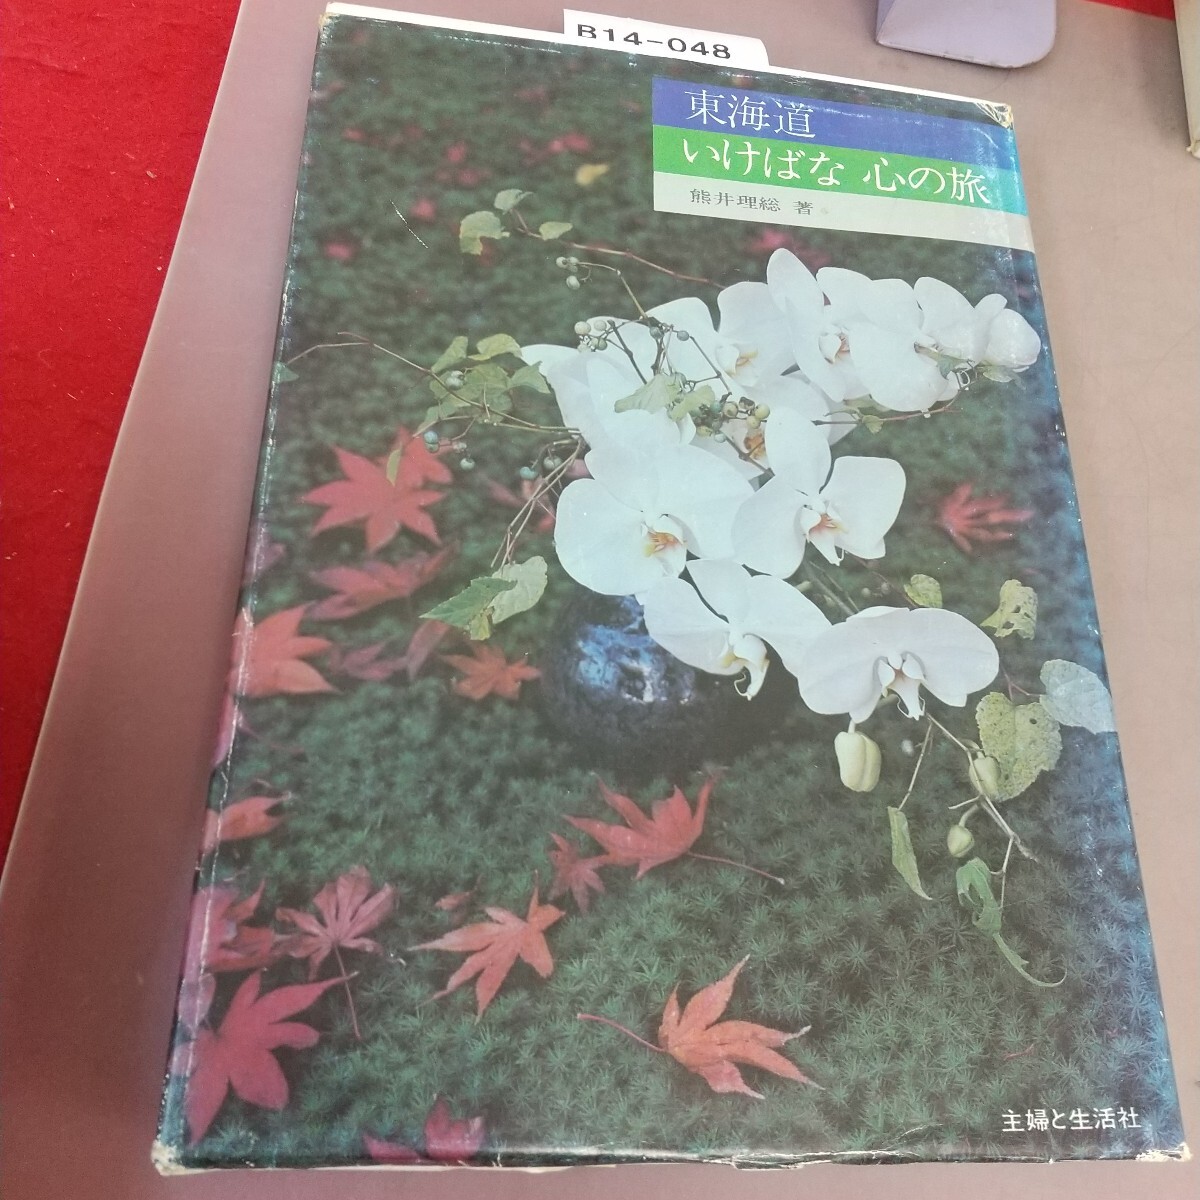 B14-048
東海道
いけばな 心の旅
熊井理総 著
主婦と生活社